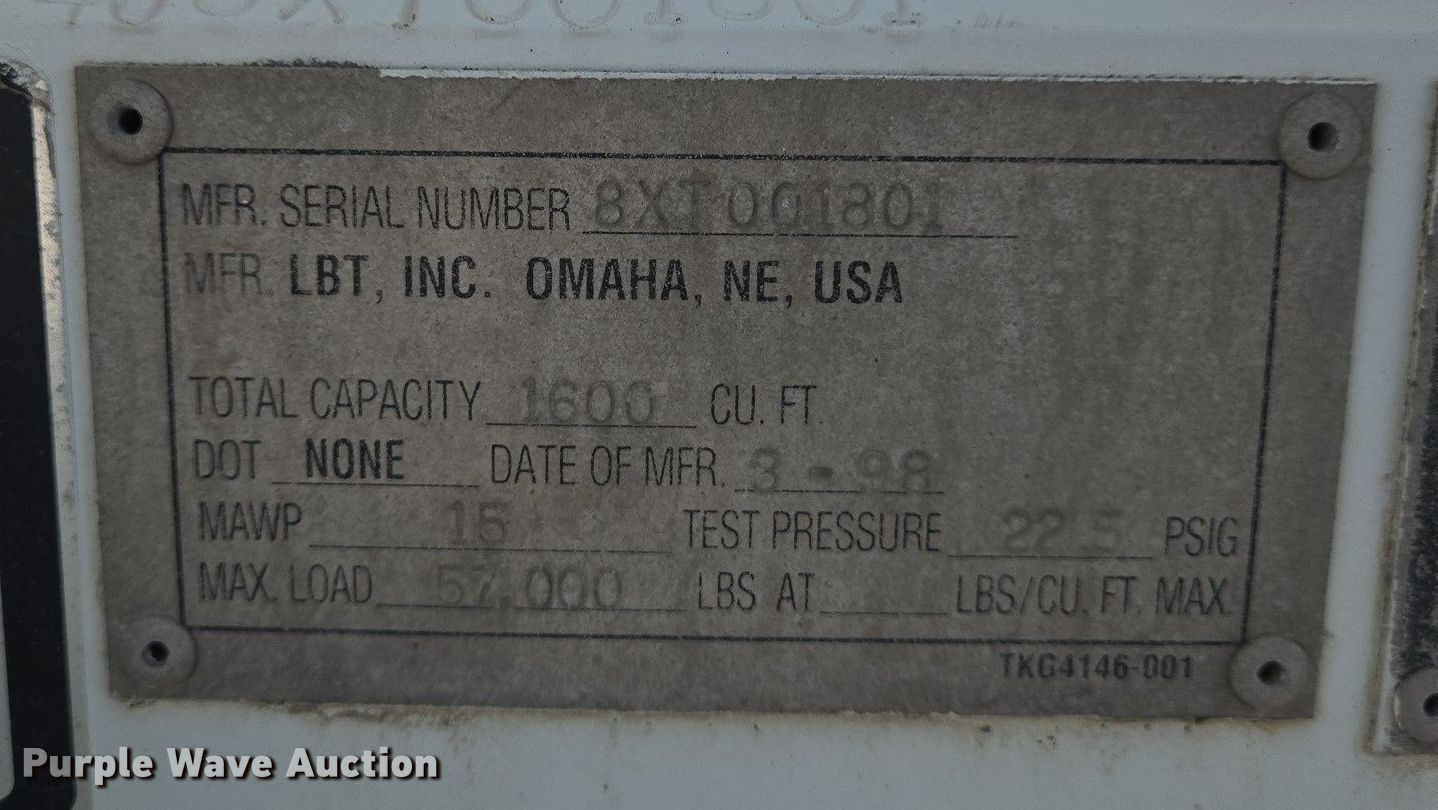 MFR. SERIAL NUMBER 8XT001801
MFR. LBT, INC. OMAHA, NE, USA
TOTAL CAPACITY 1600 CU. FT.
DOT NONE DATE OF MFR. 3-98
MAWP 15 TEST PRESSURE 22.5 PSIG
MAX. LOAD 57,000 LBS AT LBS/CU. FT. MAX
TKG4146-001
Purple Wave Auction